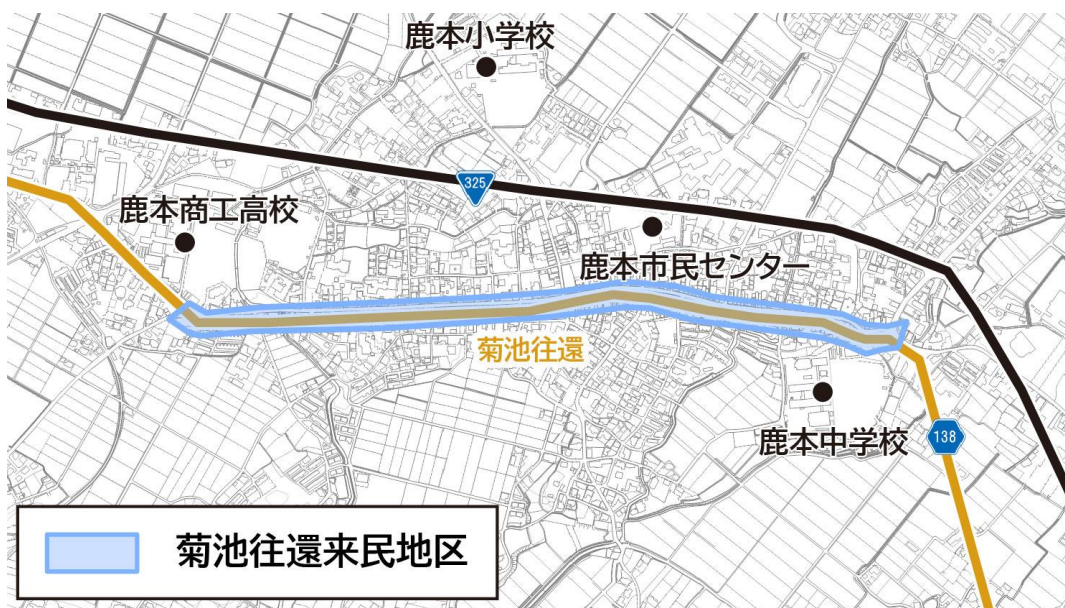 鹿本小学校
325
鹿本商工高校
鹿本市民センター
菊池往還
鹿本中学校
138
菊池往還来民地区